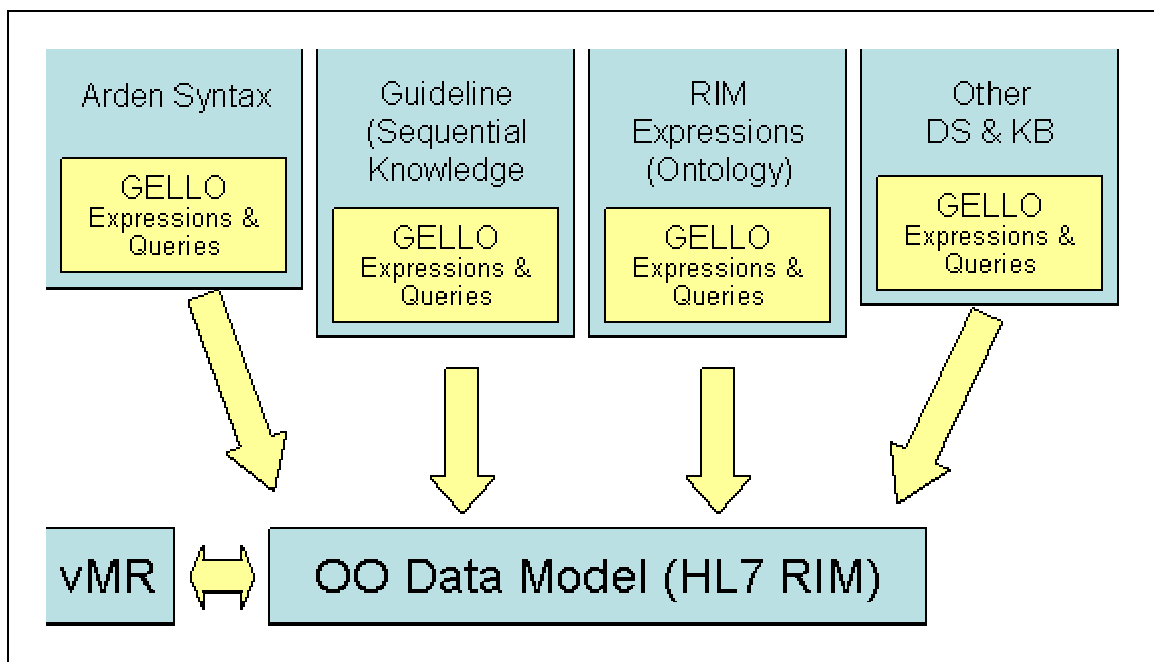 Arden Syntax
GELLO
Expressions &
Queries
Guideline
(Sequential
Knowledge
GELLO
Expressions &
Queries
RIM
Expressions
(Ontology)
GELLO
Expressions &
Queries
Other
DS & KB
GELLO
Expressions &
Queries
vMR
OO Data Model (HL7 RIM)